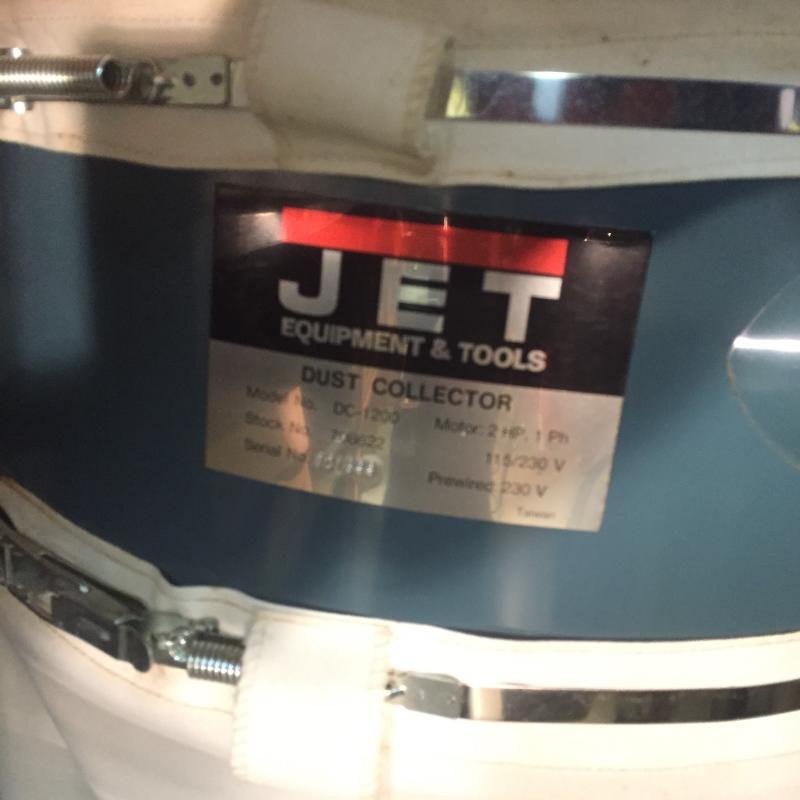 JET
EQUIPMENT & TOOLS
DUST COLLECTOR
Model No. DC-1200
Motor: 2 HP, 1 Ph
Stock No. 708622
115/230 V
Serial No.
Prewired: 230 V
Taiwan